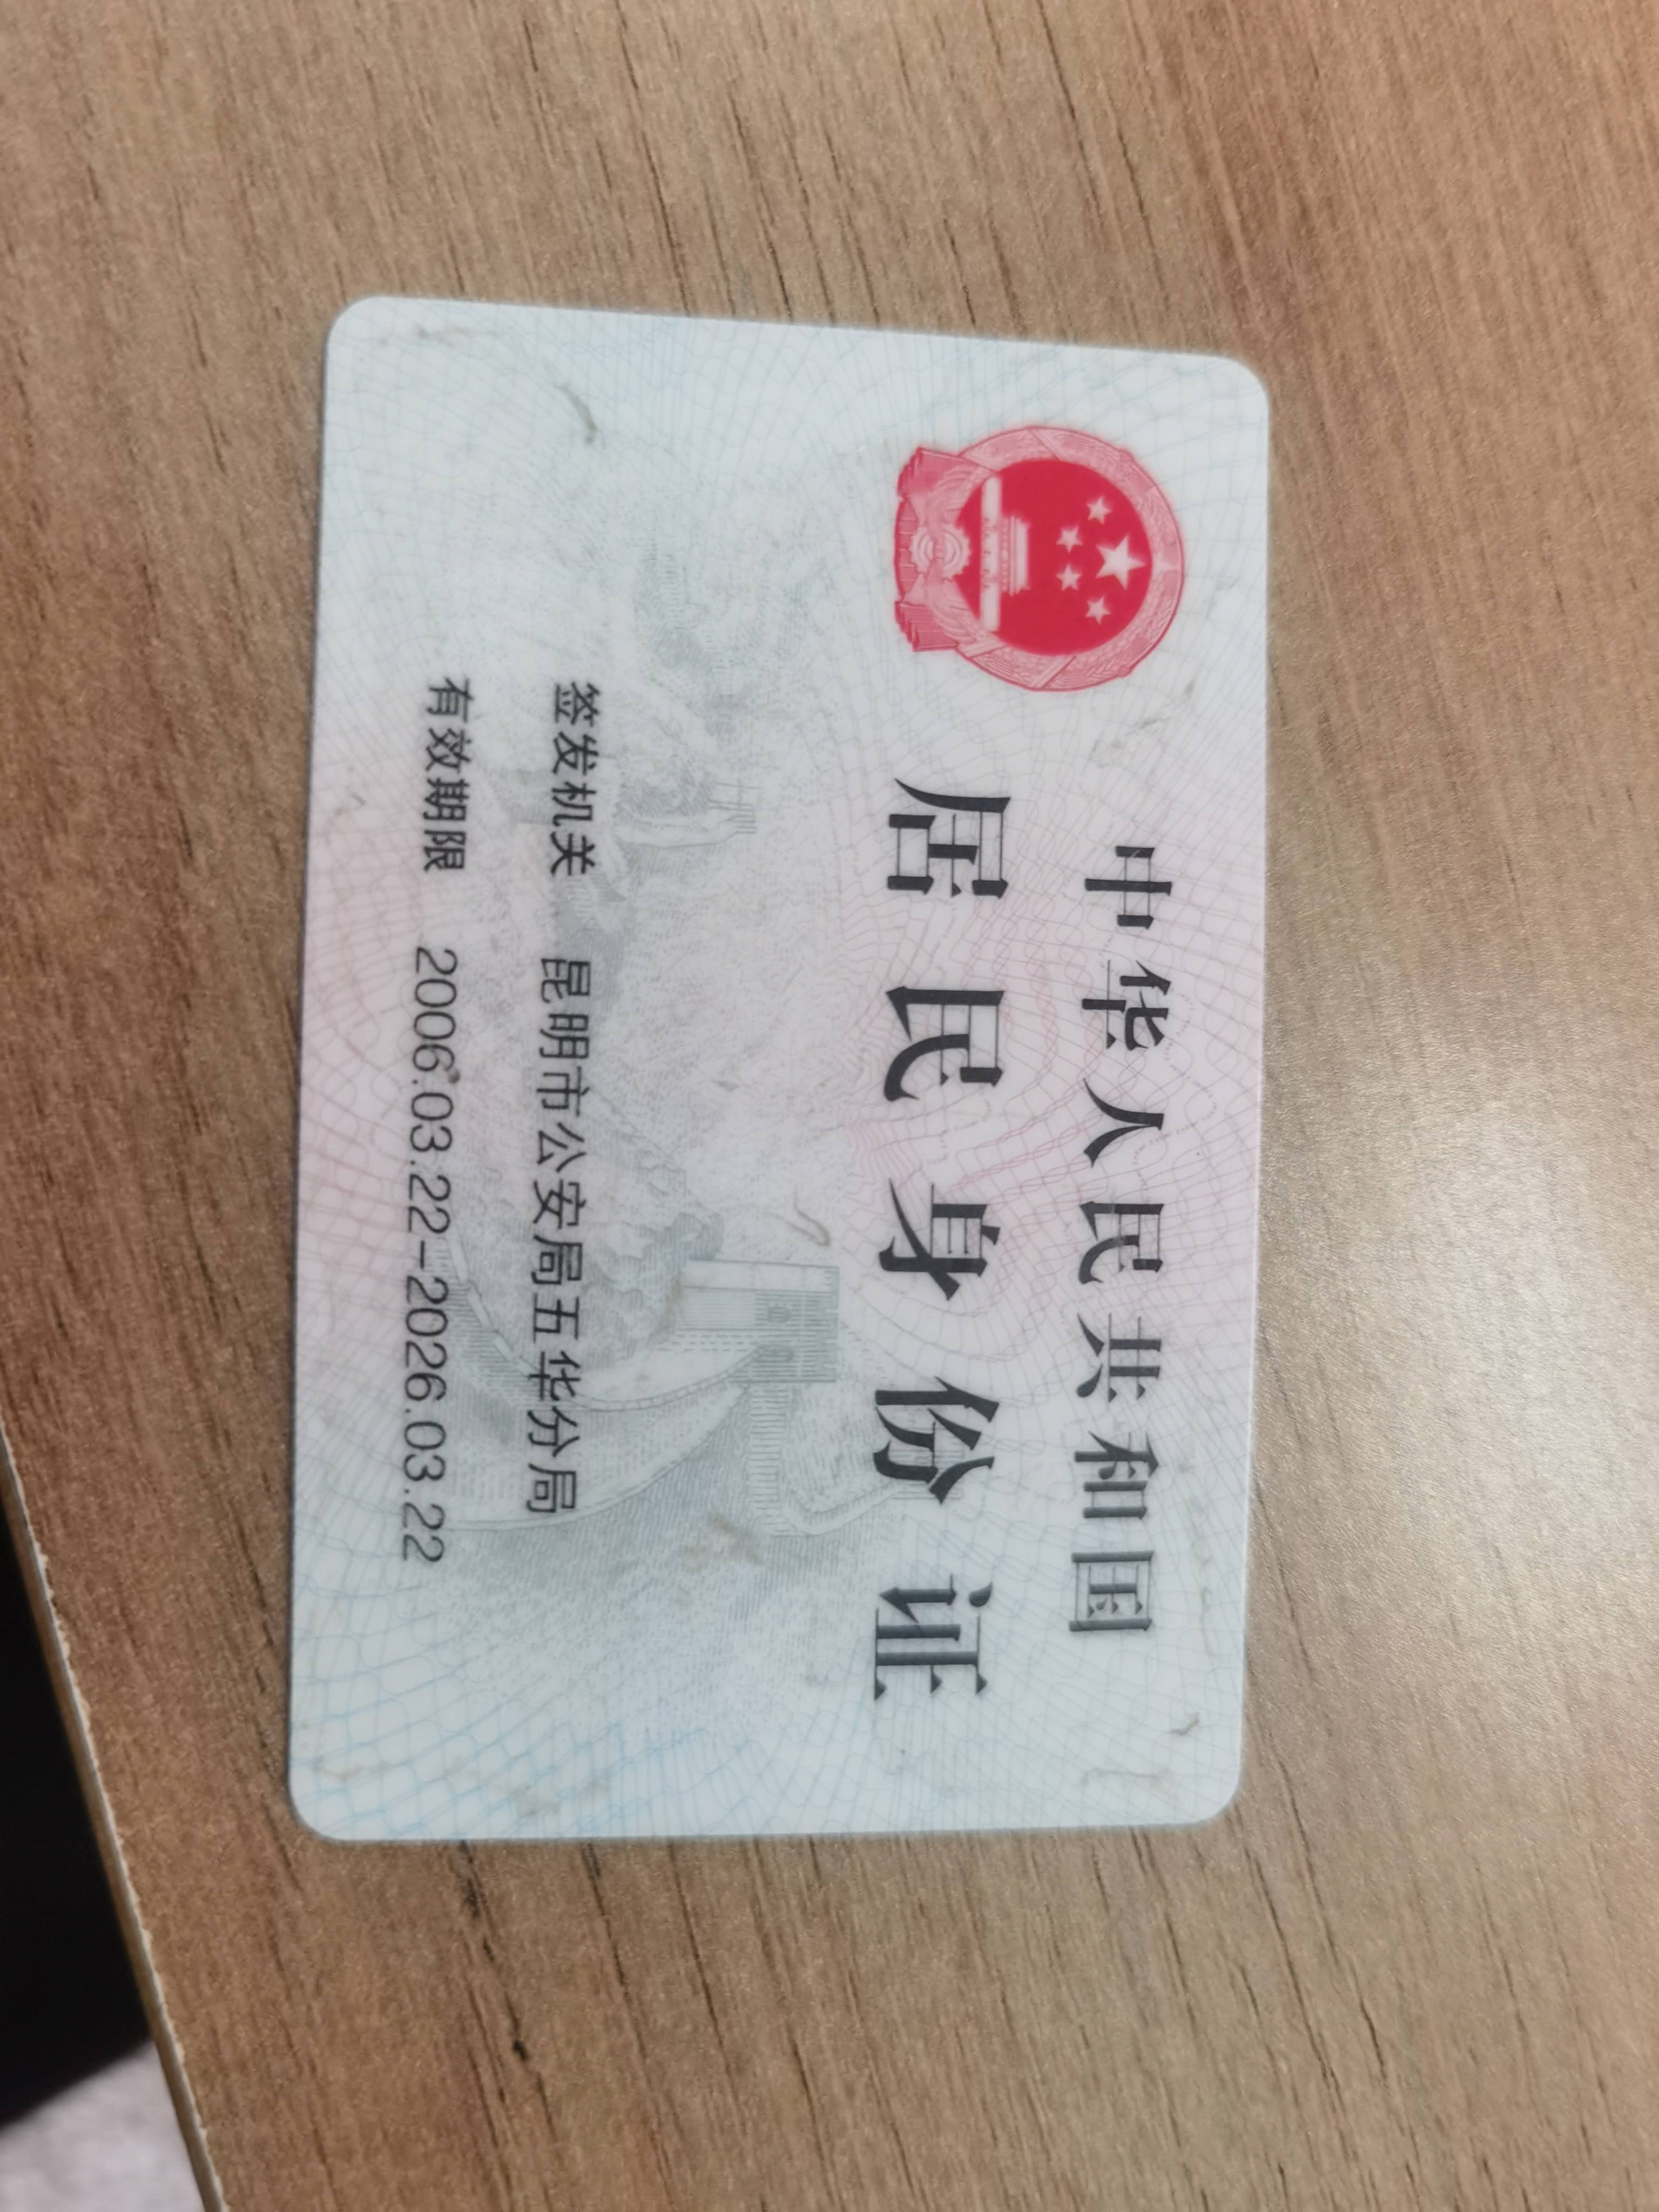 中华人民共和国
居民身份证
签发机关 昆明市公安局五华分局
有效期限 2006.03.22-2026.03.22